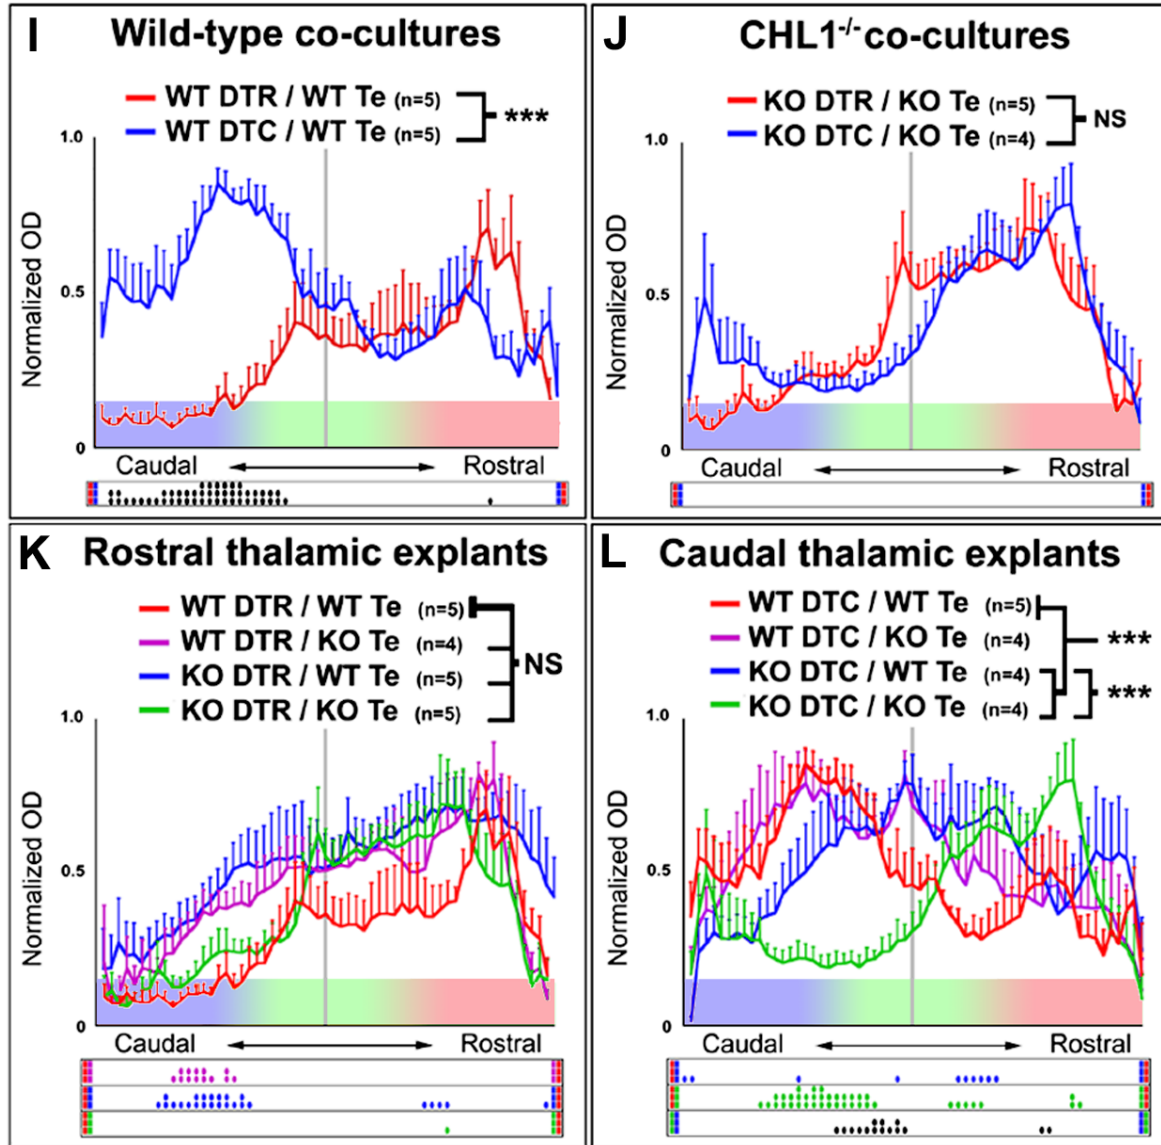 I Wild-type co-cultures
WT DTR / WT Te (n=5)
WT DTC / WT Te (n=5)
***
1.0
0.5
0
Normalized OD
Caudal
Rostral
J CHL1-/- co-cultures
KO DTR / KO Te (n=5)
KO DTC / KO Te (n=4)
NS
1.0
0.5
0
Normalized OD
Caudal
Rostral
K Rostral thalamic explants
WT DTR / WT Te (n=5)
WT DTR / KO Te (n=4)
KO DTR / WT Te (n=5)
KO DTR / KO Te (n=5)
NS
1.0
0.5
0
Normalized OD
Caudal
Rostral
L Caudal thalamic explants
WT DTC / WT Te (n=5)
WT DTC / KO Te (n=4)
KO DTC / WT Te (n=4)
KO DTC / KO Te (n=4)
***
***
1.0
0.5
0
Normalized OD
Caudal
Rostral